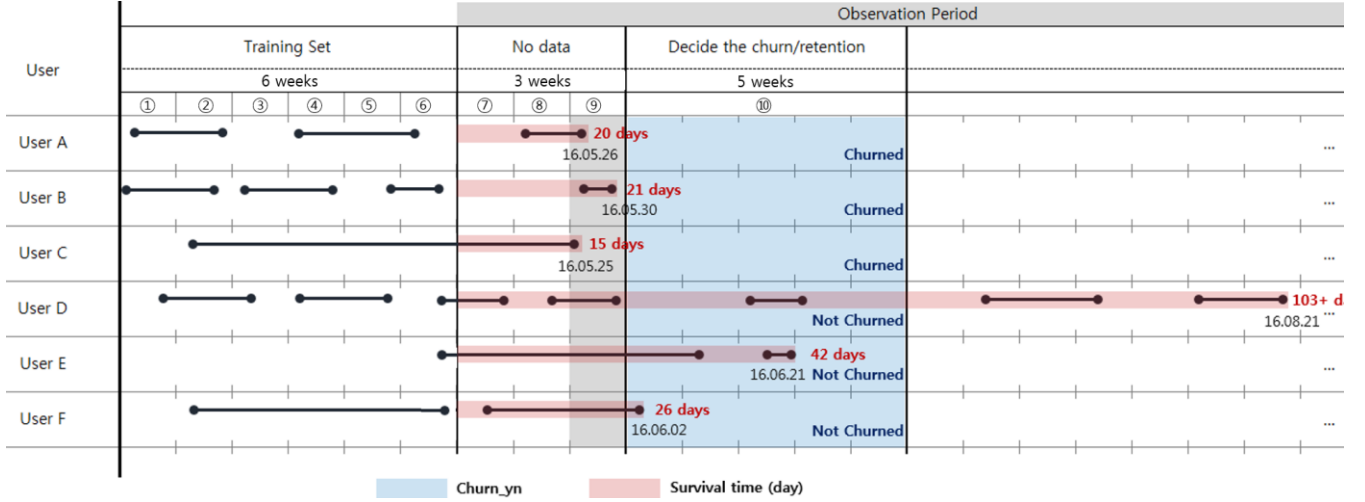 Observation Period
User
Training Set
No data
Decide the churn/retention
6 weeks
3 weeks
5 weeks
① ② ③ ④ ⑤ ⑥ ⑦ ⑧ ⑨ ⑩
User A
20 days
16.05.26
Churned
...
User B
21 days
16.05.30
Churned
...
User C
15 days
16.05.25
Churned
...
User D
103+ d
...
16.08.21
Not Churned
User E
42 days
16.06.21
Not Churned
...
User F
26 days
16.06.02
Not Churned
...
Churn_yn
Survival time (day)